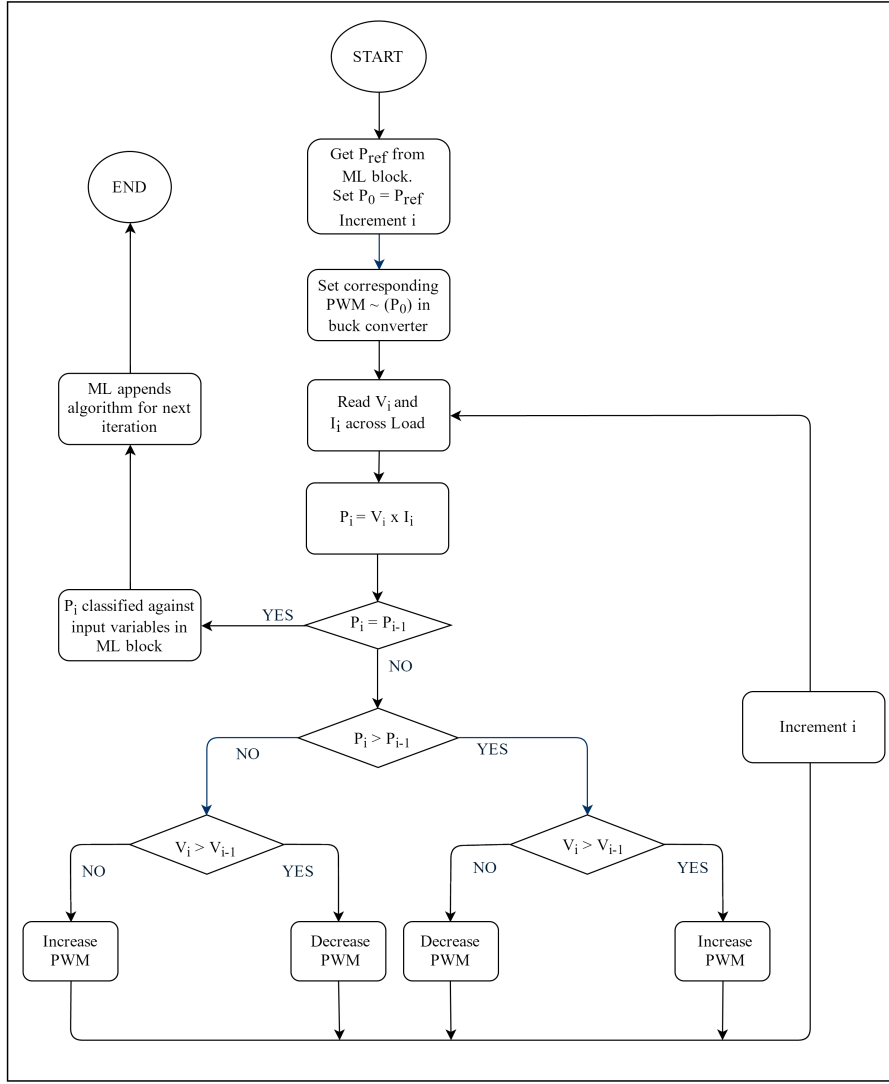 START
Get Pref from
ML block.
Set P0 = Pref
Increment i
END
Set corresponding
PWM ~ (P0) in
buck converter
ML appends
algorithm for next
iteration
Read Vi and
Ii across Load
Pi = Vi x Ii
Pi classified against
input variables in
ML block
YES
Pi = Pi-1
NO
Increment i
Pi > Pi-1
NO
YES
Vi > Vi-1
NO
YES
Vi > Vi-1
NO
YES
Increase
PWM
Decrease
PWM
Decrease
PWM
Increase
PWM